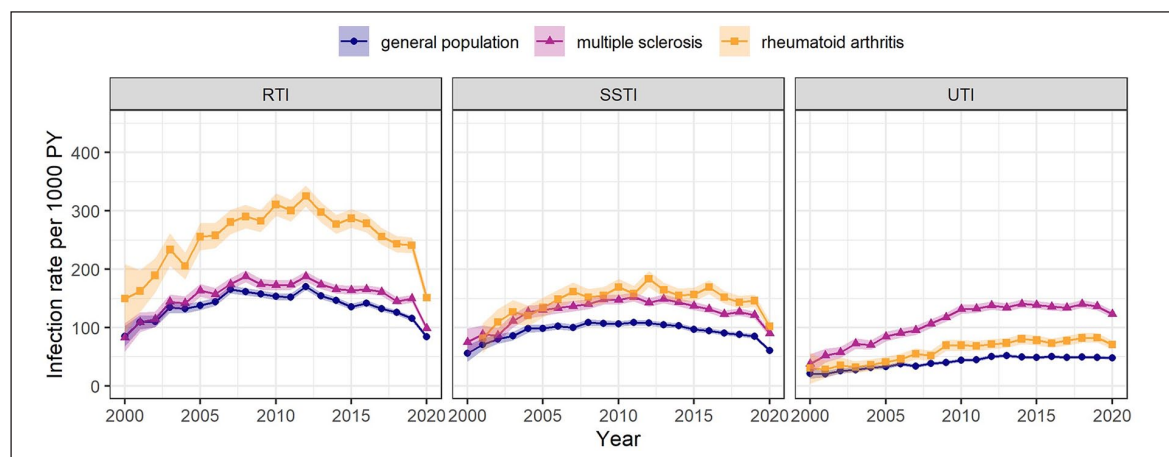 general population multiple sclerosis rheumatoid arthritis
RTI SSTI UTI
Infection rate per 1000 PY
400
300
200
100
0
2000 2005 2010 2015 2020 2000 2005 2010 2015 2020 2000 2005 2010 2015 2020
Year